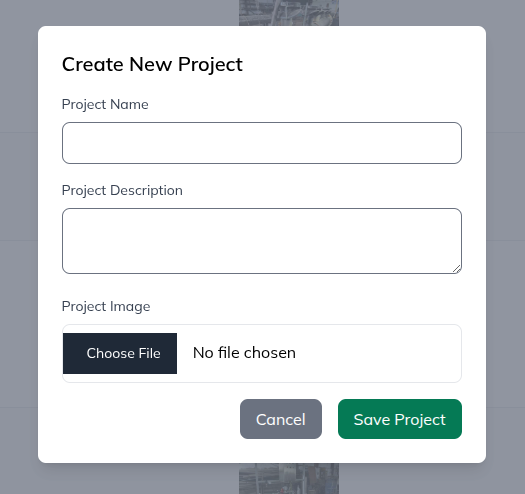 Create New Project
Project Name
Project Description
Project Image
Choose File No file chosen
Cancel Save Project